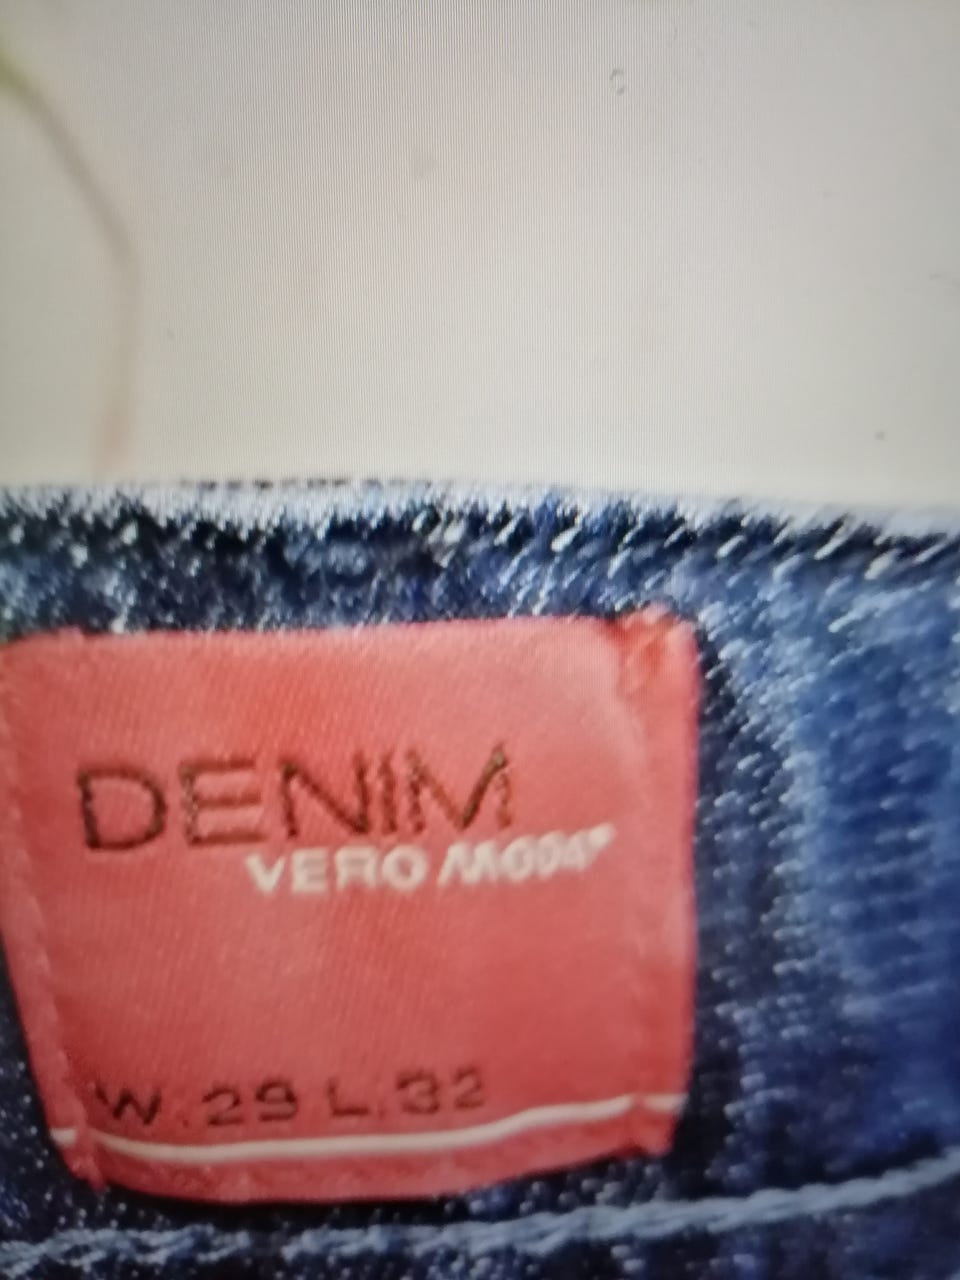 DENIM
VERO MODA
W.29 L.32